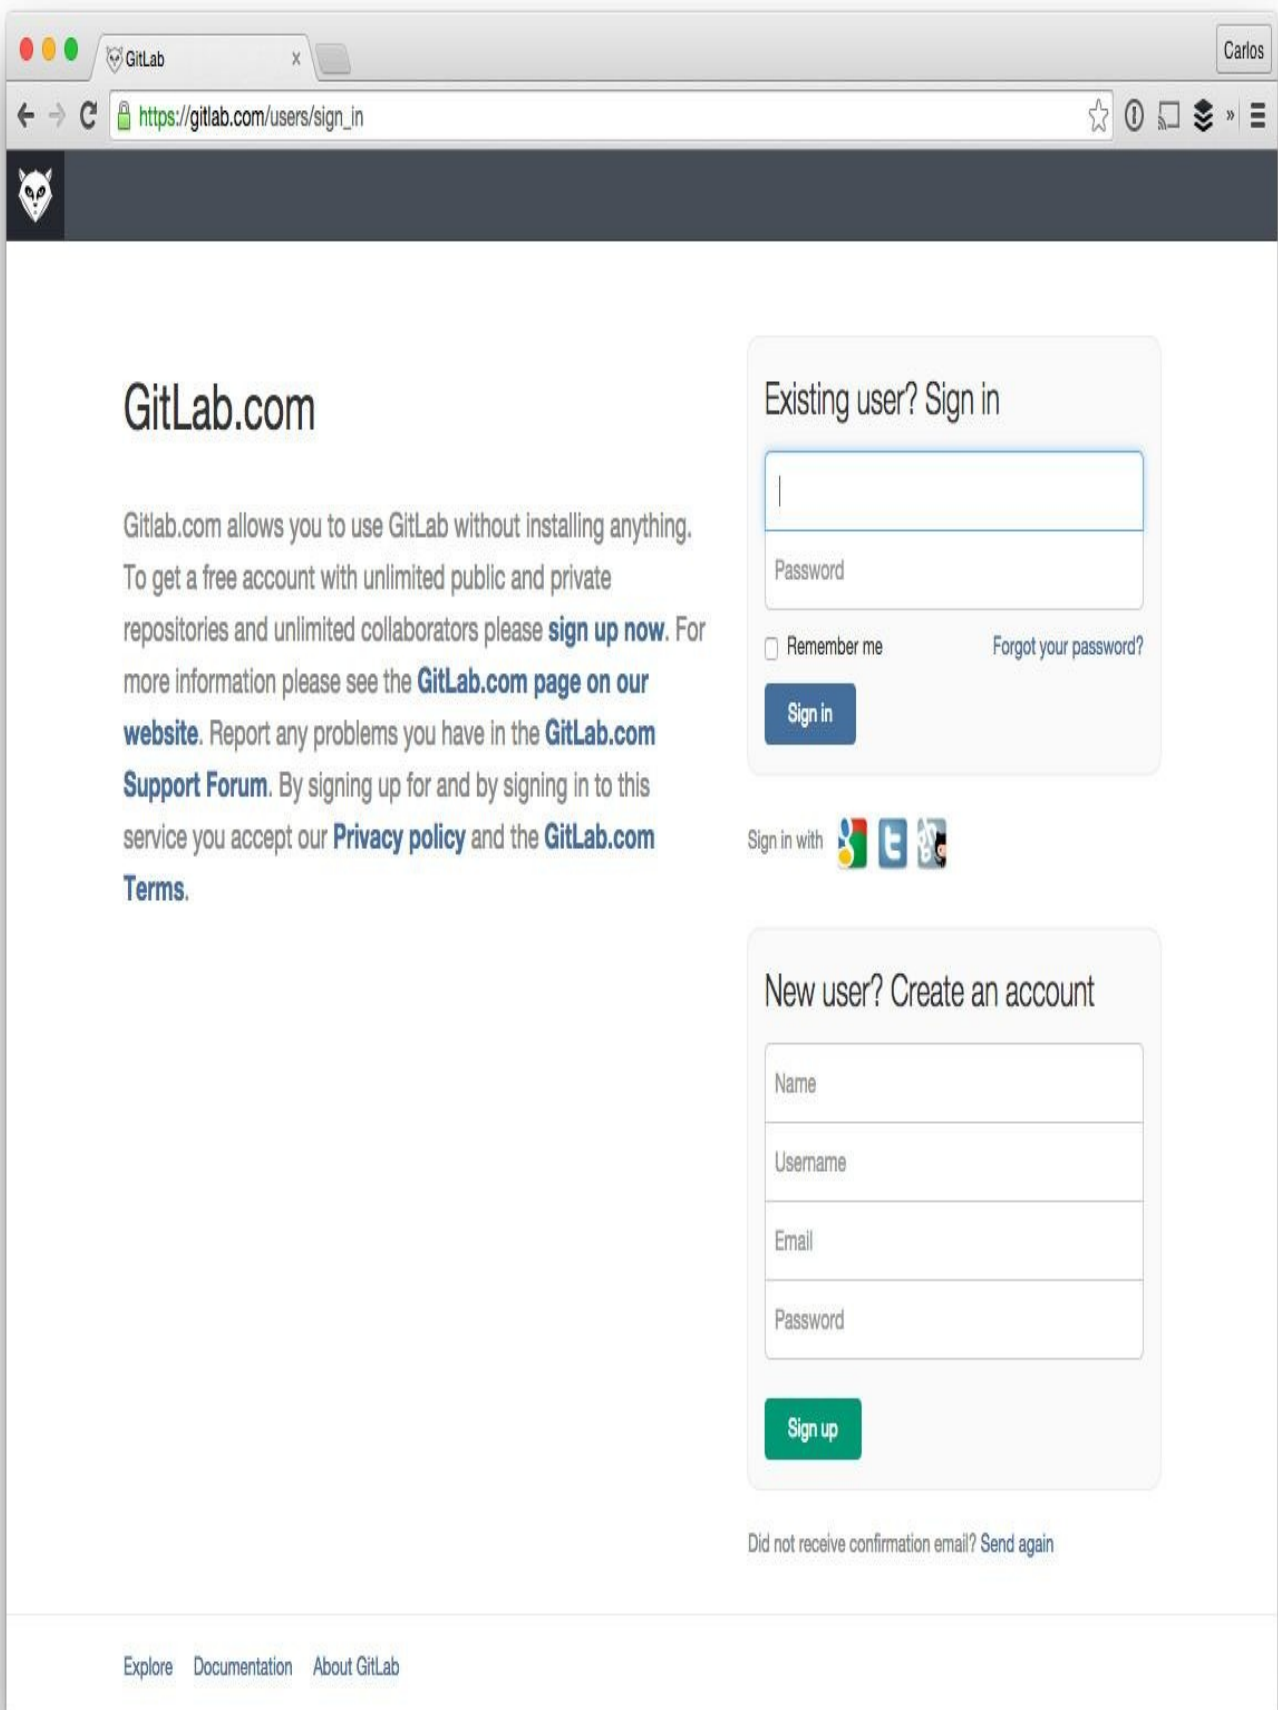 GitLab
Carlos
https://gitlab.com/users/sign_in
GitLab.com
Gitlab.com allows you to use GitLab without installing anything.
To get a free account with unlimited public and private
repositories and unlimited collaborators please sign up now. For
more information please see the GitLab.com page on our
website. Report any problems you have in the GitLab.com
Support Forum. By signing up for and by signing in to this
service you accept our Privacy policy and the GitLab.com
Terms.
Existing user? Sign in
Password
Remember me
Forgot your password?
Sign in
Sign in with
New user? Create an account
Name
Username
Email
Password
Sign up
Did not receive confirmation email? Send again
Explore Documentation About GitLab